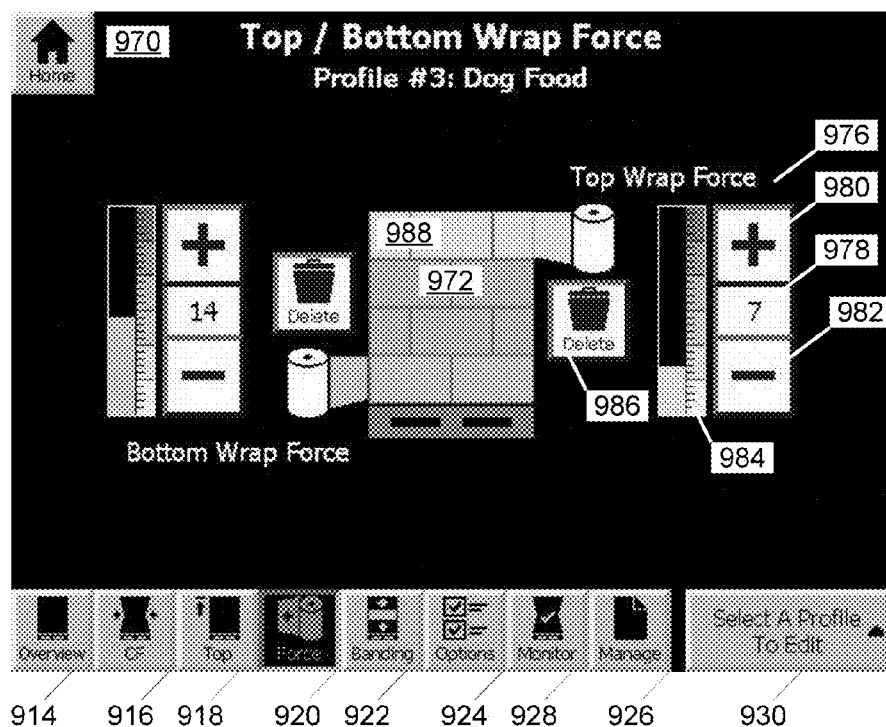 Home
970
Top / Bottom Wrap Force
Profile #3: Dog Food
976
Top Wrap Force
980
988
978
972
Delete
14
7
Delete
982
986
Bottom Wrap Force
984
Overview
CF
Top
Force
Banding
Options
Monitor
Manage
Select A Profile
To Edit
914 916 918 920 922 924 928 926 930